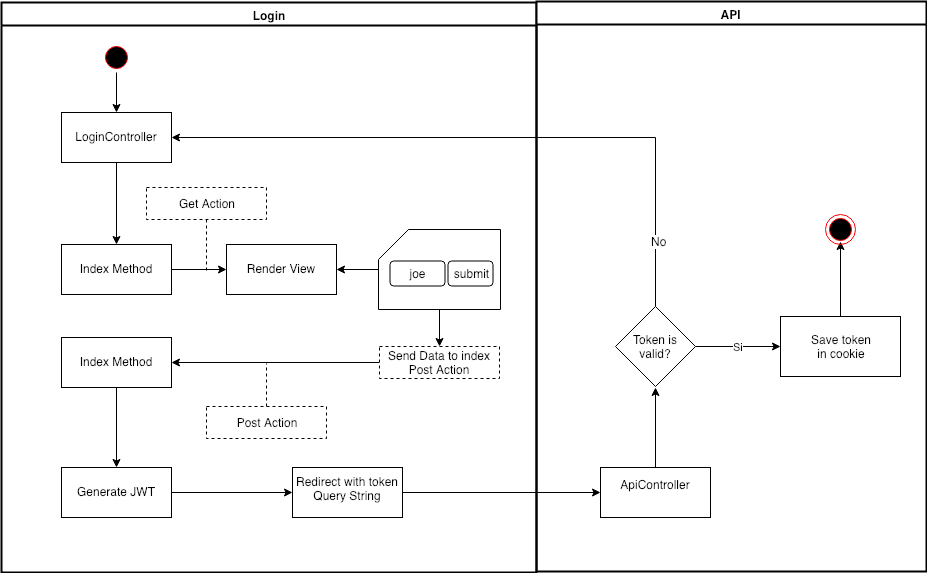 Login
API
LoginController
Get Action
No
Index Method
Render View
joe
submit
Token is
valid?
Si
Save token
in cookie
Index Method
Send Data to index
Post Action
Post Action
Generate JWT
Redirect with token
Query String
ApiController